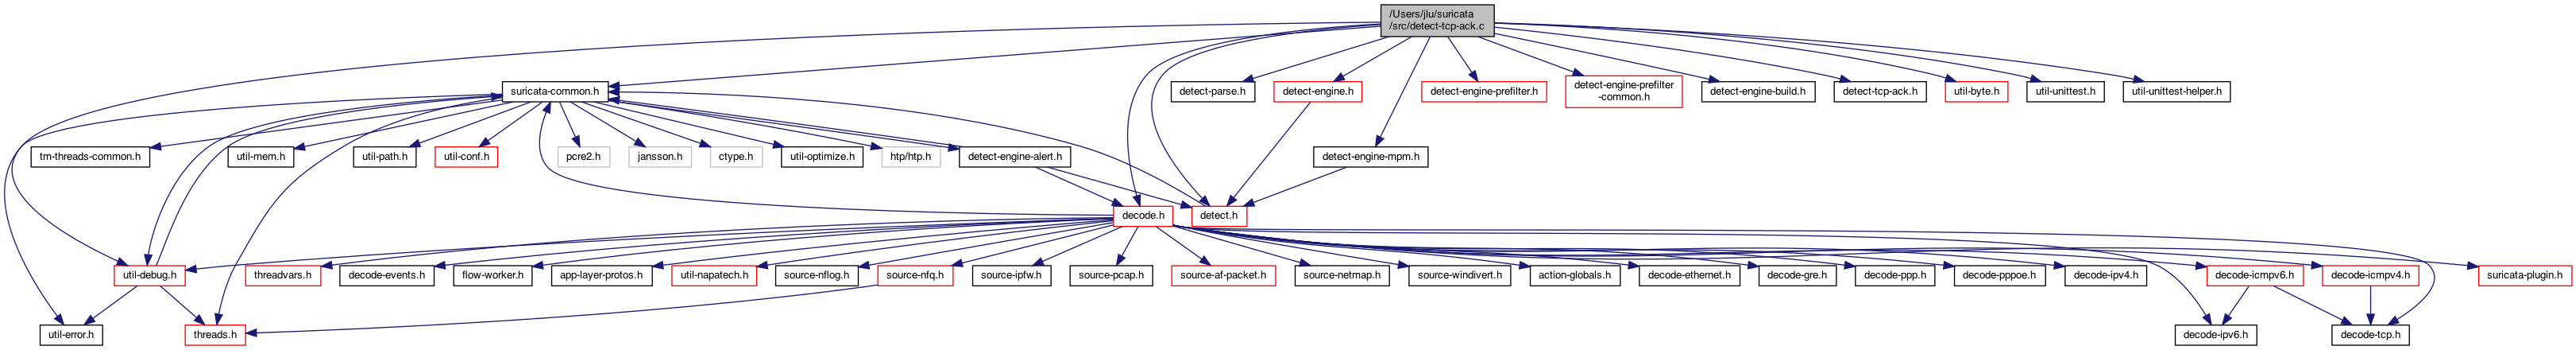 /Users/jlu/suricata
/src/detect-tcp-ack.c
suricata-common.h
detect-parse.h
detect-engine.h
detect-engine-prefilter.h
detect-engine-prefilter
-common.h
detect-engine-build.h
detect-tcp-ack.h
util-byte.h
util-unittest.h
util-unittest-helper.h
tm-threads-common.h
util-mem.h
util-path.h
util-conf.h
pcre2.h
jansson.h
ctype.h
util-optimize.h
htp/htp.h
detect-engine-alert.h
detect-engine-mpm.h
decode.h
detect.h
util-debug.h
threadvars.h
decode-events.h
flow-worker.h
app-layer-protos.h
util-napatech.h
source-nflog.h
source-nfq.h
source-ipfw.h
source-pcap.h
source-af-packet.h
source-netmap.h
source-windivert.h
action-globals.h
decode-ethernet.h
decode-gre.h
decode-ppp.h
decode-pppoe.h
decode-ipv4.h
decode-icmpv6.h
decode-icmpv4.h
suricata-plugin.h
util-error.h
threads.h
decode-ipv6.h
decode-tcp.h